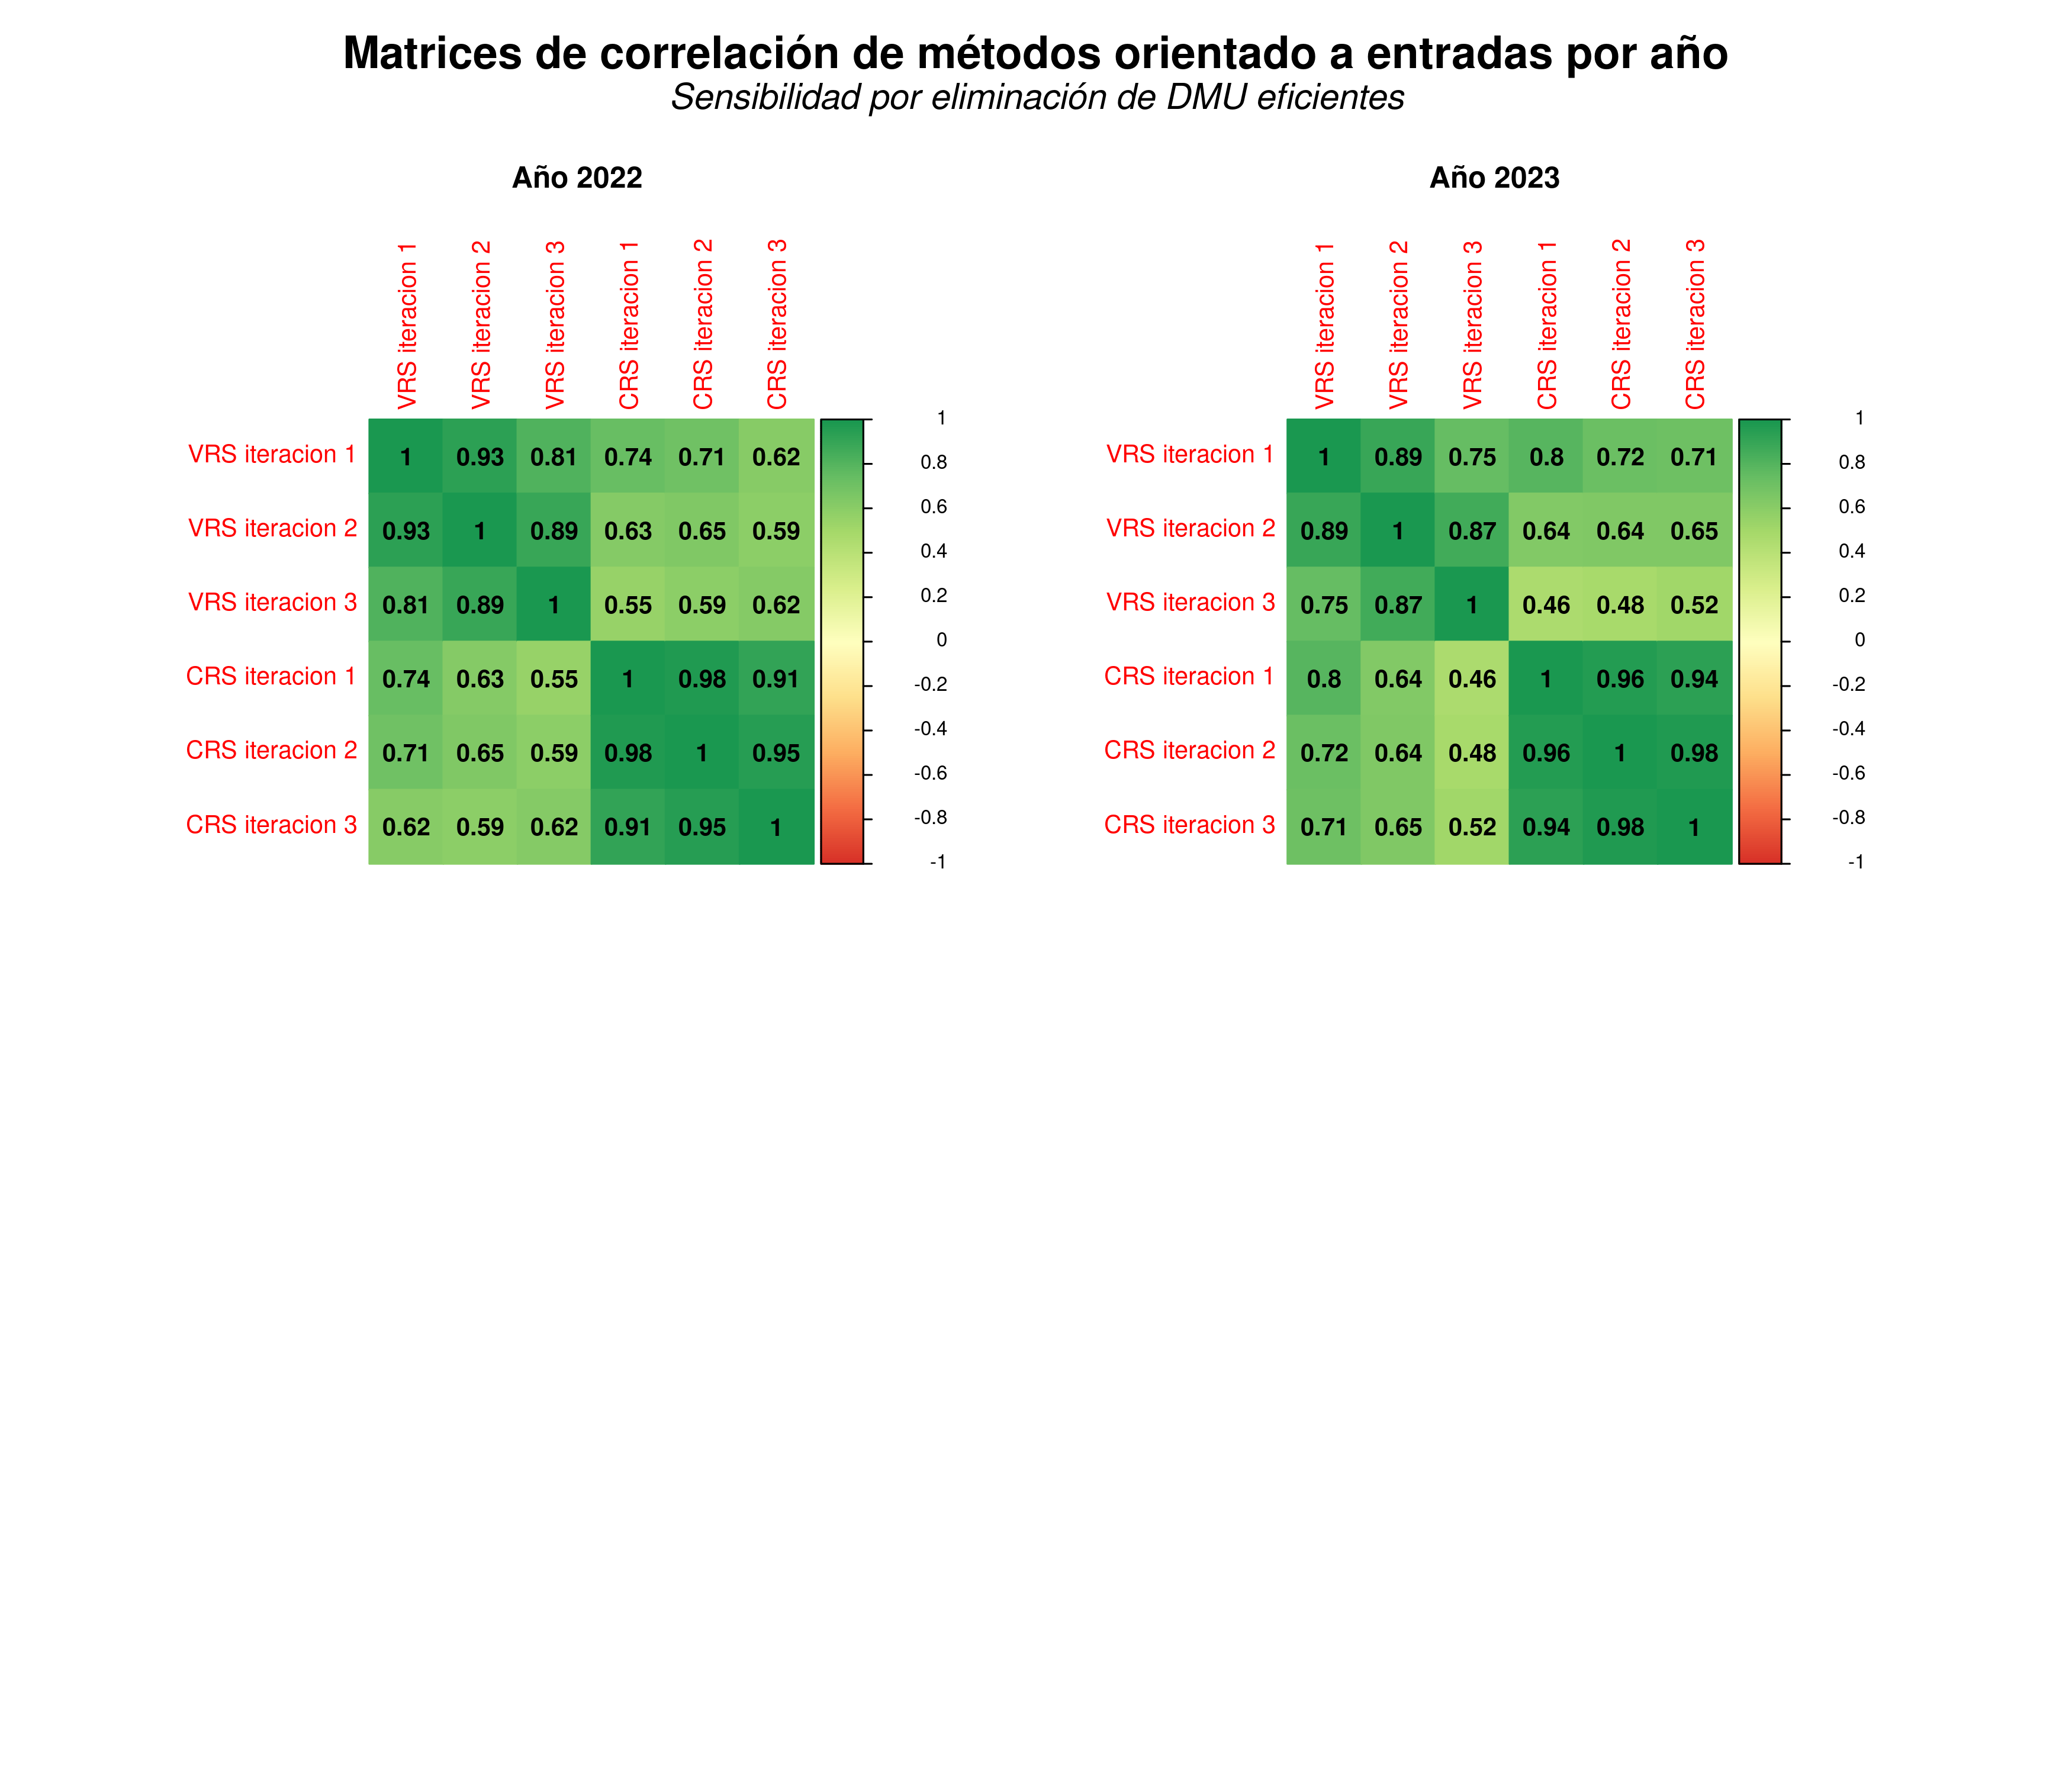 Matrices de correlación de métodos orientado a entradas por año
Sensibilidad por eliminación de DMU eficientes
Año 2022
VRS iteracion 1
VRS iteracion 2
VRS iteracion 3
CRS iteracion 1
CRS iteracion 2
CRS iteracion 3
VRS iteracion 1 1 0.93 0.81 0.74 0.71 0.62
VRS iteracion 2 0.93 1 0.89 0.63 0.65 0.59
VRS iteracion 3 0.81 0.89 1 0.55 0.59 0.62
CRS iteracion 1 0.74 0.63 0.55 1 0.98 0.91
CRS iteracion 2 0.71 0.65 0.59 0.98 1 0.95
CRS iteracion 3 0.62 0.59 0.62 0.91 0.95 1
1
0.8
0.6
0.4
0.2
0
-0.2
-0.4
-0.6
-0.8
-1
Año 2023
VRS iteracion 1
VRS iteracion 2
VRS iteracion 3
CRS iteracion 1
CRS iteracion 2
CRS iteracion 3
VRS iteracion 1 1 0.89 0.75 0.8 0.72 0.71
VRS iteracion 2 0.89 1 0.87 0.64 0.64 0.65
VRS iteracion 3 0.75 0.87 1 0.46 0.48 0.52
CRS iteracion 1 0.8 0.64 0.46 1 0.96 0.94
CRS iteracion 2 0.72 0.64 0.48 0.96 1 0.98
CRS iteracion 3 0.71 0.65 0.52 0.94 0.98 1
1
0.8
0.6
0.4
0.2
0
-0.2
-0.4
-0.6
-0.8
-1